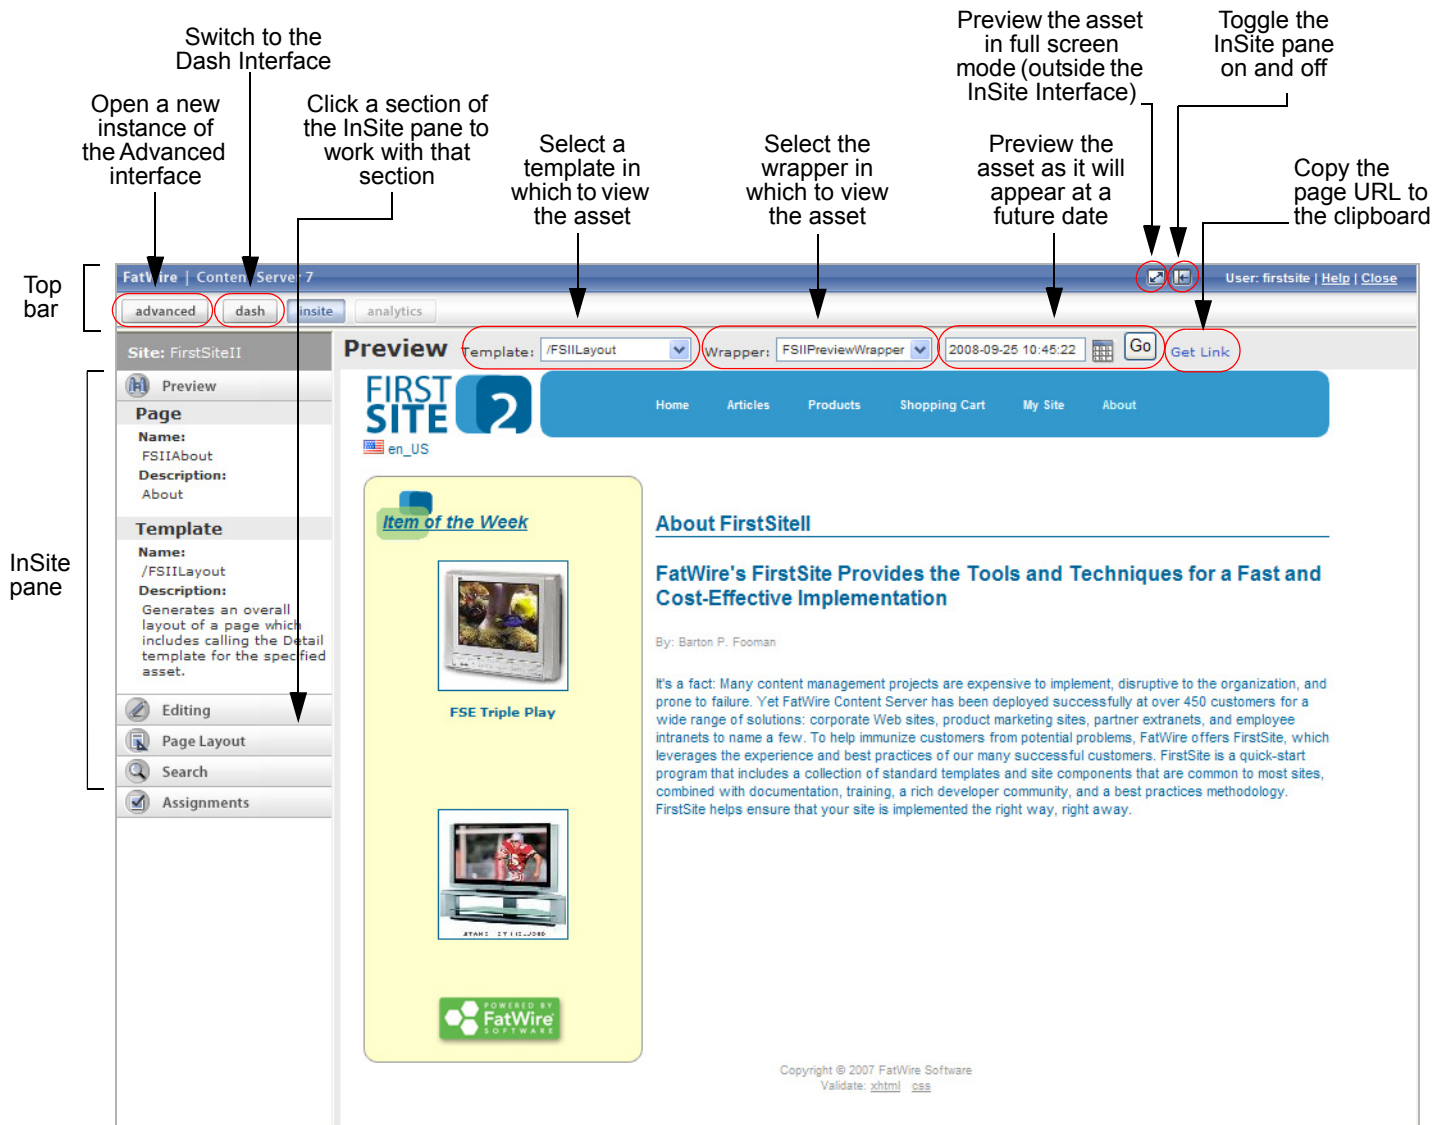 Switch to the
Dash Interface
Open a new
instance of
the Advanced
interface
Click a section of
the InSite pane to
work with that
section
Select a
template in
which to view
the asset
Select the
wrapper in
which to view
the asset
Preview the asset
in full screen
mode (outside the
InSite Interface)
Preview the
asset as it will
appear at a
future date
Toggle the
InSite pane
on and off
Copy the
page URL to
the clipboard
Top
bar
FatWire | Content Server 7
User: firstsite | Help | Close
advanced dash insite analytics
Site: FirstSiteII
Preview Template: /FSIILayout Wrapper: FSIIPreviewWrapper 2008-09-25 10:45:22 Go Get Link
InSite
pane
Preview
Page
Name:
FSIIAbout
Description:
About
Template
Name:
/FSIILayout
Description:
Generates an overall
layout of a page which
includes calling the Detail
template for the specified
asset.
Editing
Page Layout
Search
Assignments
FIRST
SITE 2
Home Articles Products Shopping Cart My Site About
en_US
Item of the Week
FSE Triple Play
POWERED BY
FatWire
SOFTWARE
About FirstSiteII
FatWire's FirstSite Provides the Tools and Techniques for a Fast and
Cost-Effective Implementation
By: Barton P. Fooman
It's a fact: Many content management projects are expensive to implement, disruptive to the organization, and
prone to failure. Yet FatWire Content Server has been deployed successfully at over 450 customers for a
wide range of solutions: corporate Web sites, product marketing sites, partner extranets, and employee
intranets to name a few. To help immunize customers from potential problems, FatWire offers FirstSite, which
leverages the experience and best practices of our many successful customers. FirstSite is a quick-start
program that includes a collection of standard templates and site components that are common to most sites,
combined with documentation, training, a rich developer community, and a best practices methodology.
FirstSite helps ensure that your site is implemented the right way, right away.
Copyright © 2007 FatWire Software
Validate: xhtml css